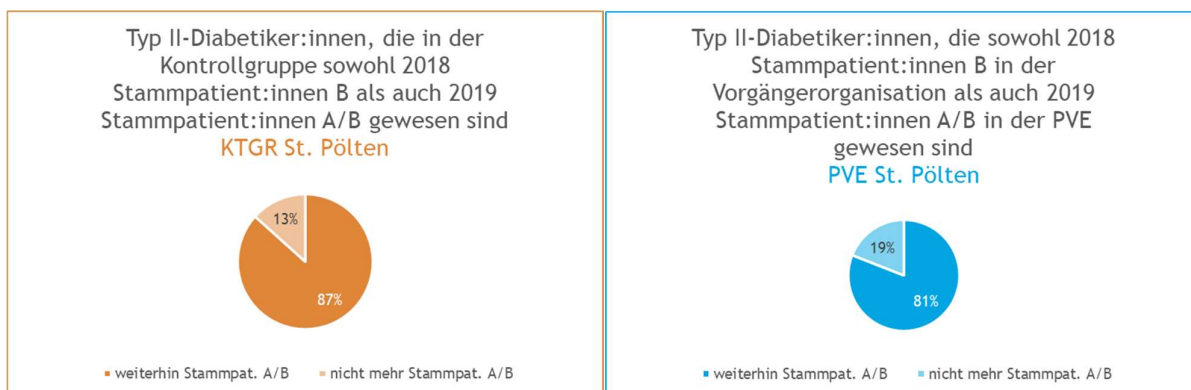 Typ II-Diabetiker:innen, die in der
Kontrollgruppe sowohl 2018
Stammpatient:innen B als auch 2019
Stammpatient:innen A/B gewesen sind
KTGR St. Pölten
13%
87%
weiterhin Stammpat. A/B
nicht mehr Stammpat. A/B
Typ II-Diabetiker:innen, die sowohl 2018
Stammpatient:innen B in der
Vorgängerorganisation als auch 2019
Stammpatient:innen A/B in der PVE
gewesen sind
PVE St. Pölten
19%
81%
weiterhin Stammpat. A/B
nicht mehr Stammpat. A/B